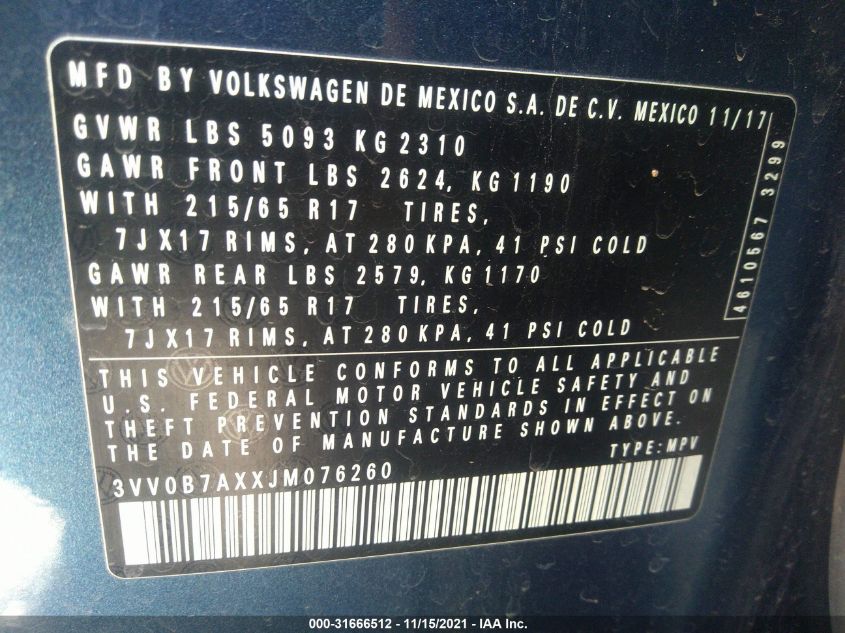 MFD BY VOLKSWAGEN DE MEXICO S.A. DE C.V. MEXICO 11/17
GVWR LBS 5093 KG 2310
GAWR FRONT LBS 2624, KG 1190
WITH 215/65 R17 TIRES,
7JX17 RIMS, AT 280 KPA, 41 PSI COLD
GAWR REAR LBS 2579, KG 1170
WITH 215/65 R17 TIRES,
7JX17 RIMS, AT 280 KPA, 41 PSI COLD
4610567 3299
THIS VEHICLE CONFORMS TO ALL APPLICABLE
U.S. FEDERAL MOTOR VEHICLE SAFETY AND
THEFT PREVENTION STANDARDS IN EFFECT ON
THE DATE OF MANUFACTURE SHOWN ABOVE.
TYPE: MPV
3VV0B7AXXJM076260
000-31666512 - 11/15/2021 - IAA Inc.